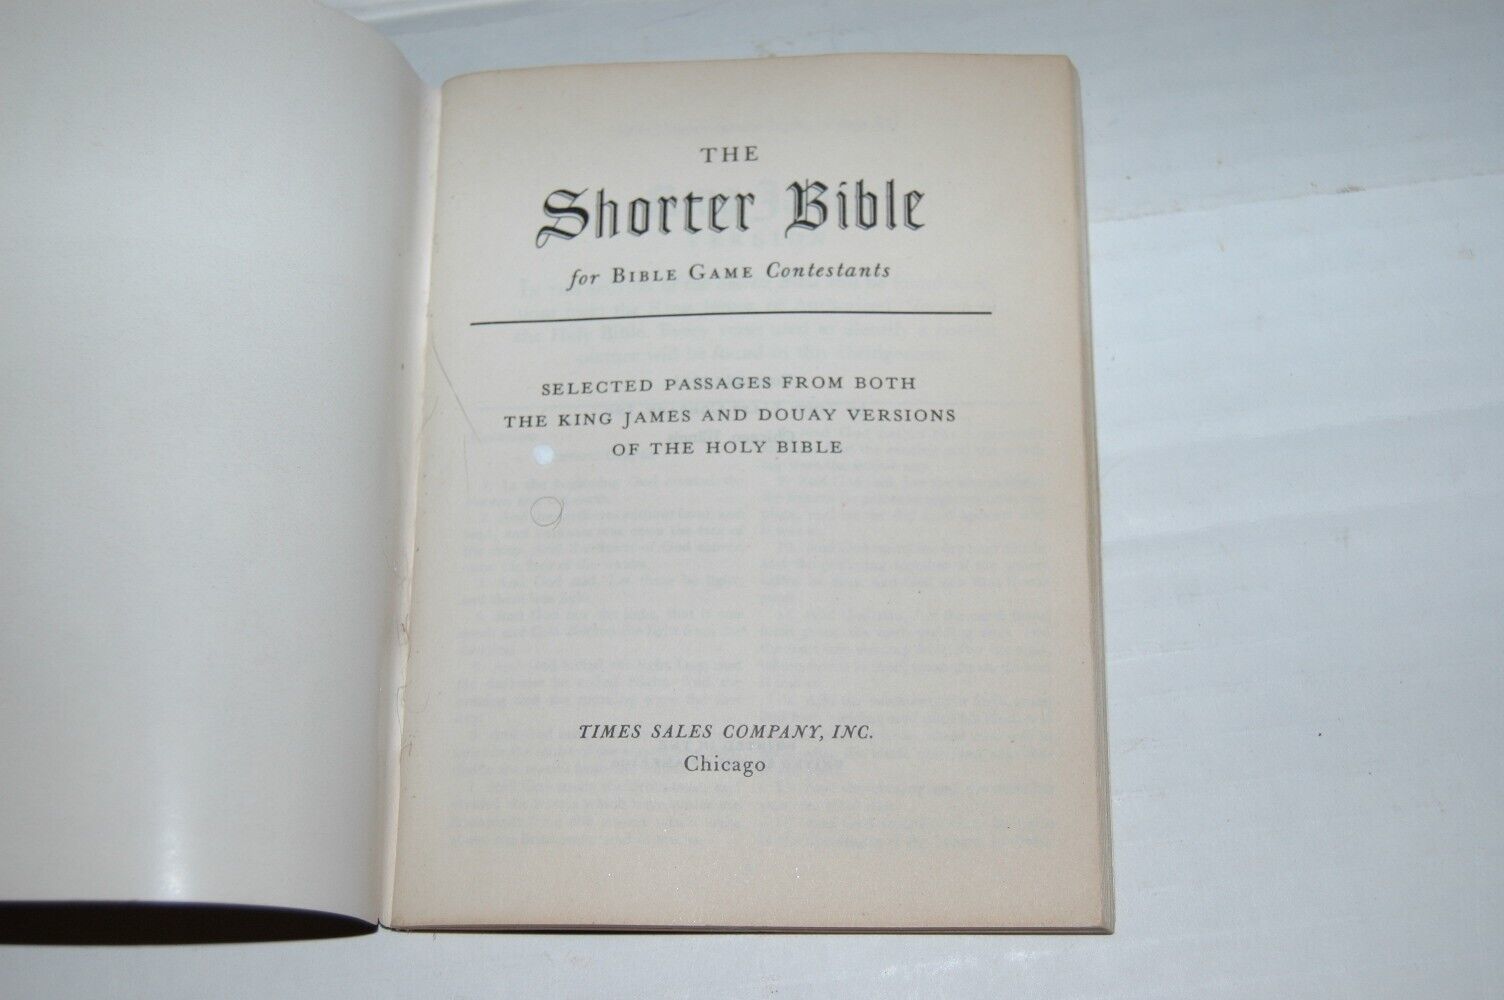 THE
Shorter Bible
for BIBLE GAME Contestants
SELECTED PASSAGES FROM BOTH
THE KING JAMES AND DOUAY VERSIONS
OF THE HOLY BIBLE
TIMES SALES COMPANY, INC.
Chicago